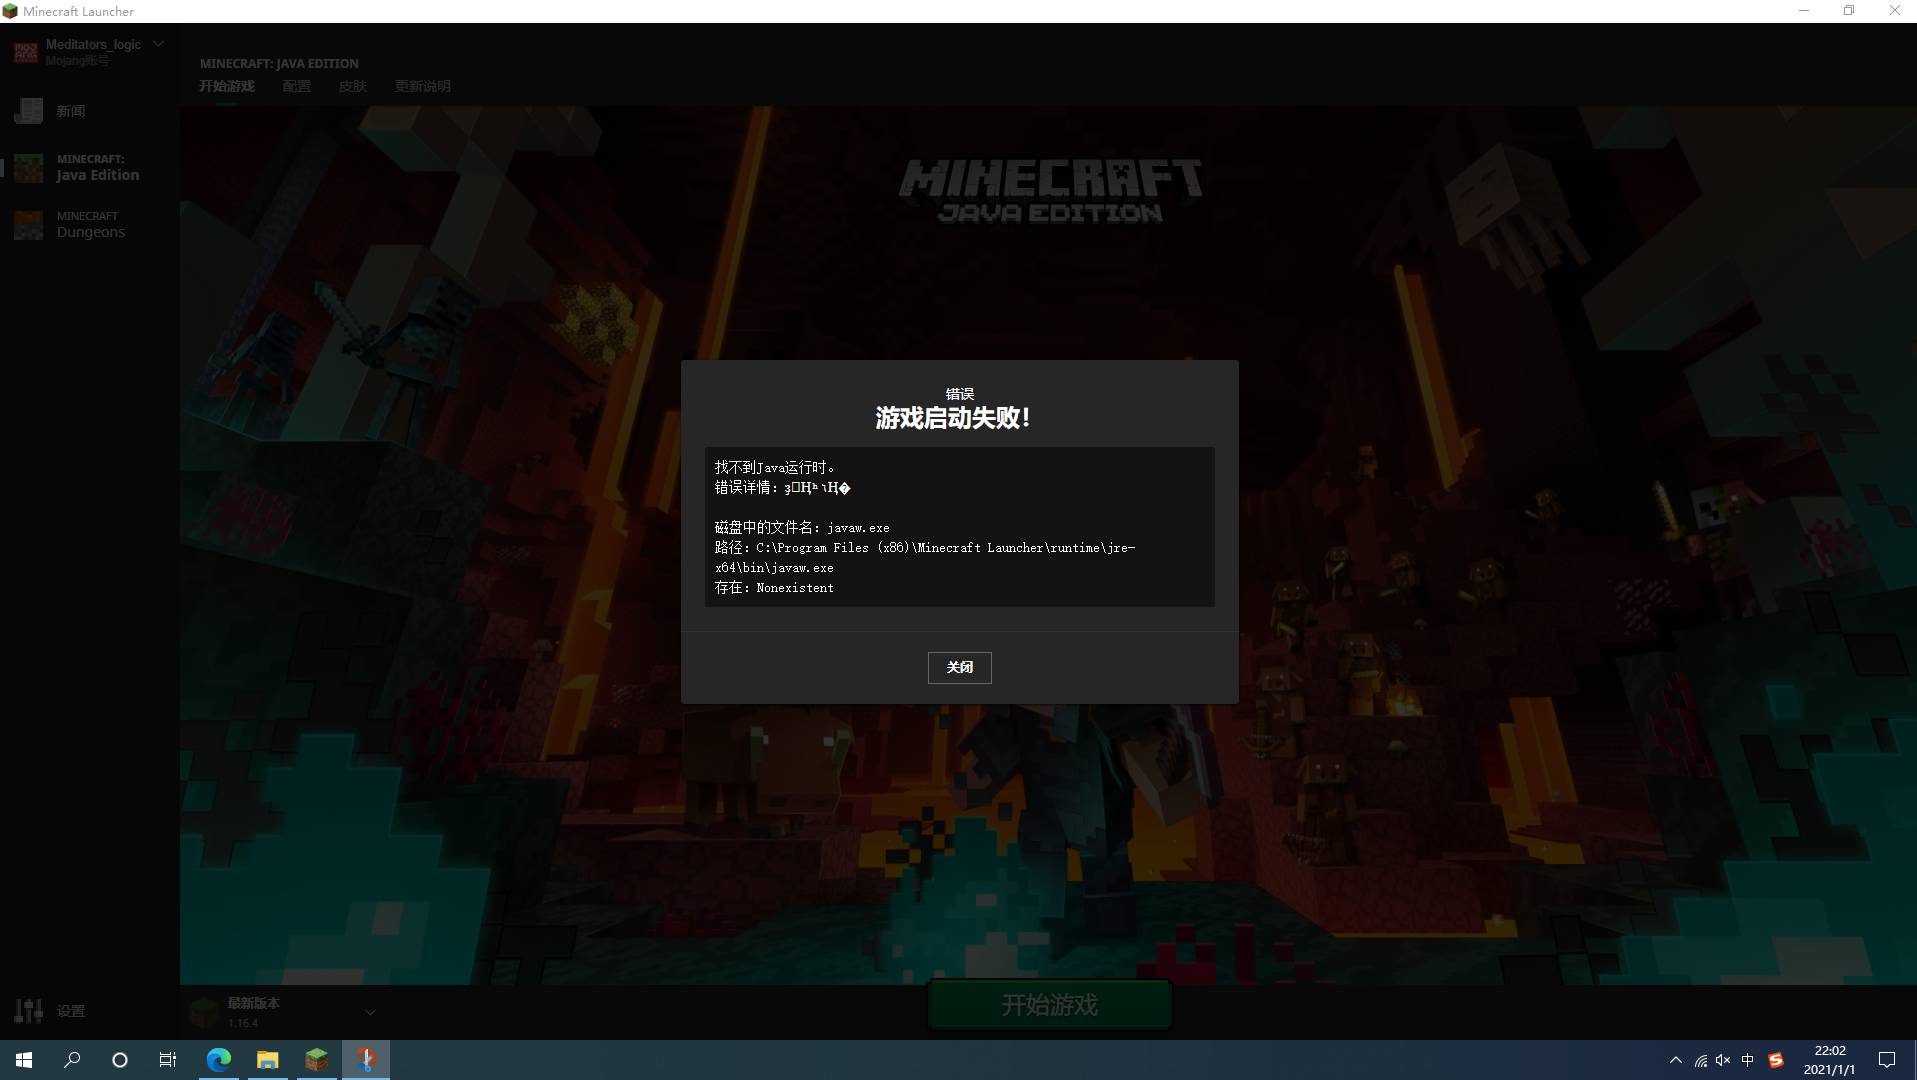 Minecraft Launcher
Meditators_logic
Mojang账号
新闻
MINECRAFT:
Java Edition
MINECRAFT
Dungeons
设置
MINECRAFT: JAVA EDITION
开始游戏 配置 皮肤 更新说明
MINECRAFT
JAVA EDITION
错误
游戏启动失败!
找不到Java运行时。
错误详情:
磁盘中的文件名: javaw.exe
路径: C:\Program Files (x86)\Minecraft Launcher\runtime\jre-
x64\bin\javaw.exe
存在: Nonexistent
关闭
最新版本
1.16.4
开始游戏
中
22:02
2021/1/1